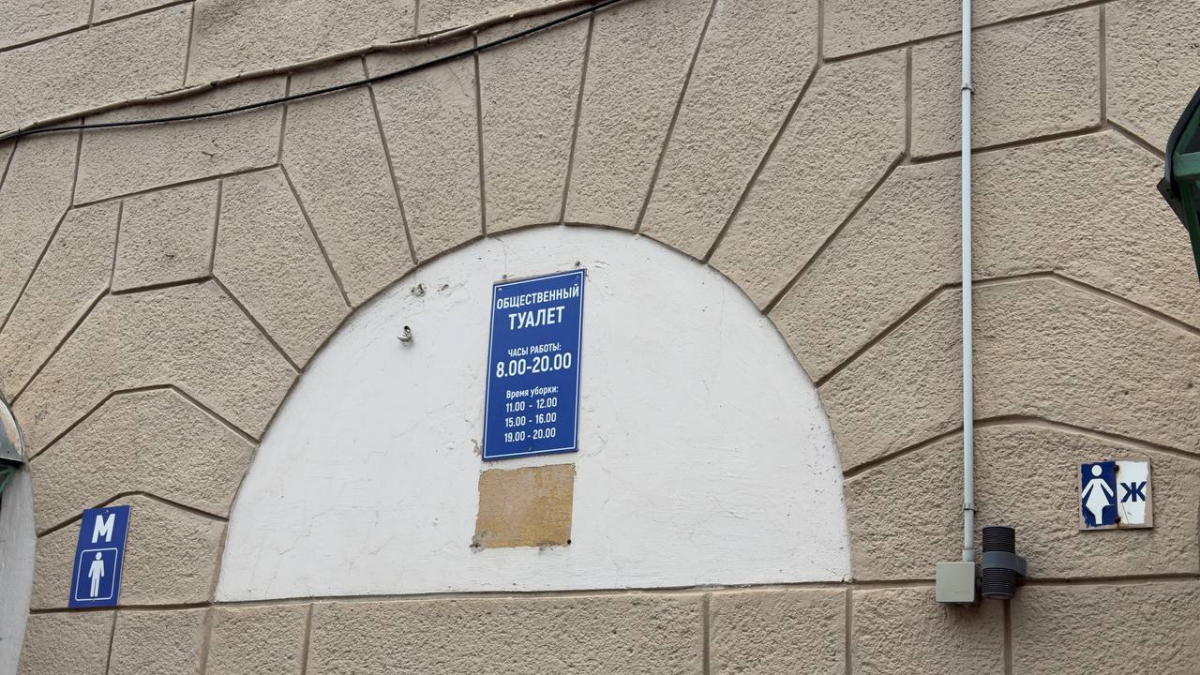 ОБЩЕСТВЕННЫЙ
ТУАЛЕТ
ЧАСЫ РАБОТЫ:
8.00-20.00
Время уборки:
11.00 - 12.00
15.00 - 16.00
19.00 - 20.00
М
Ж